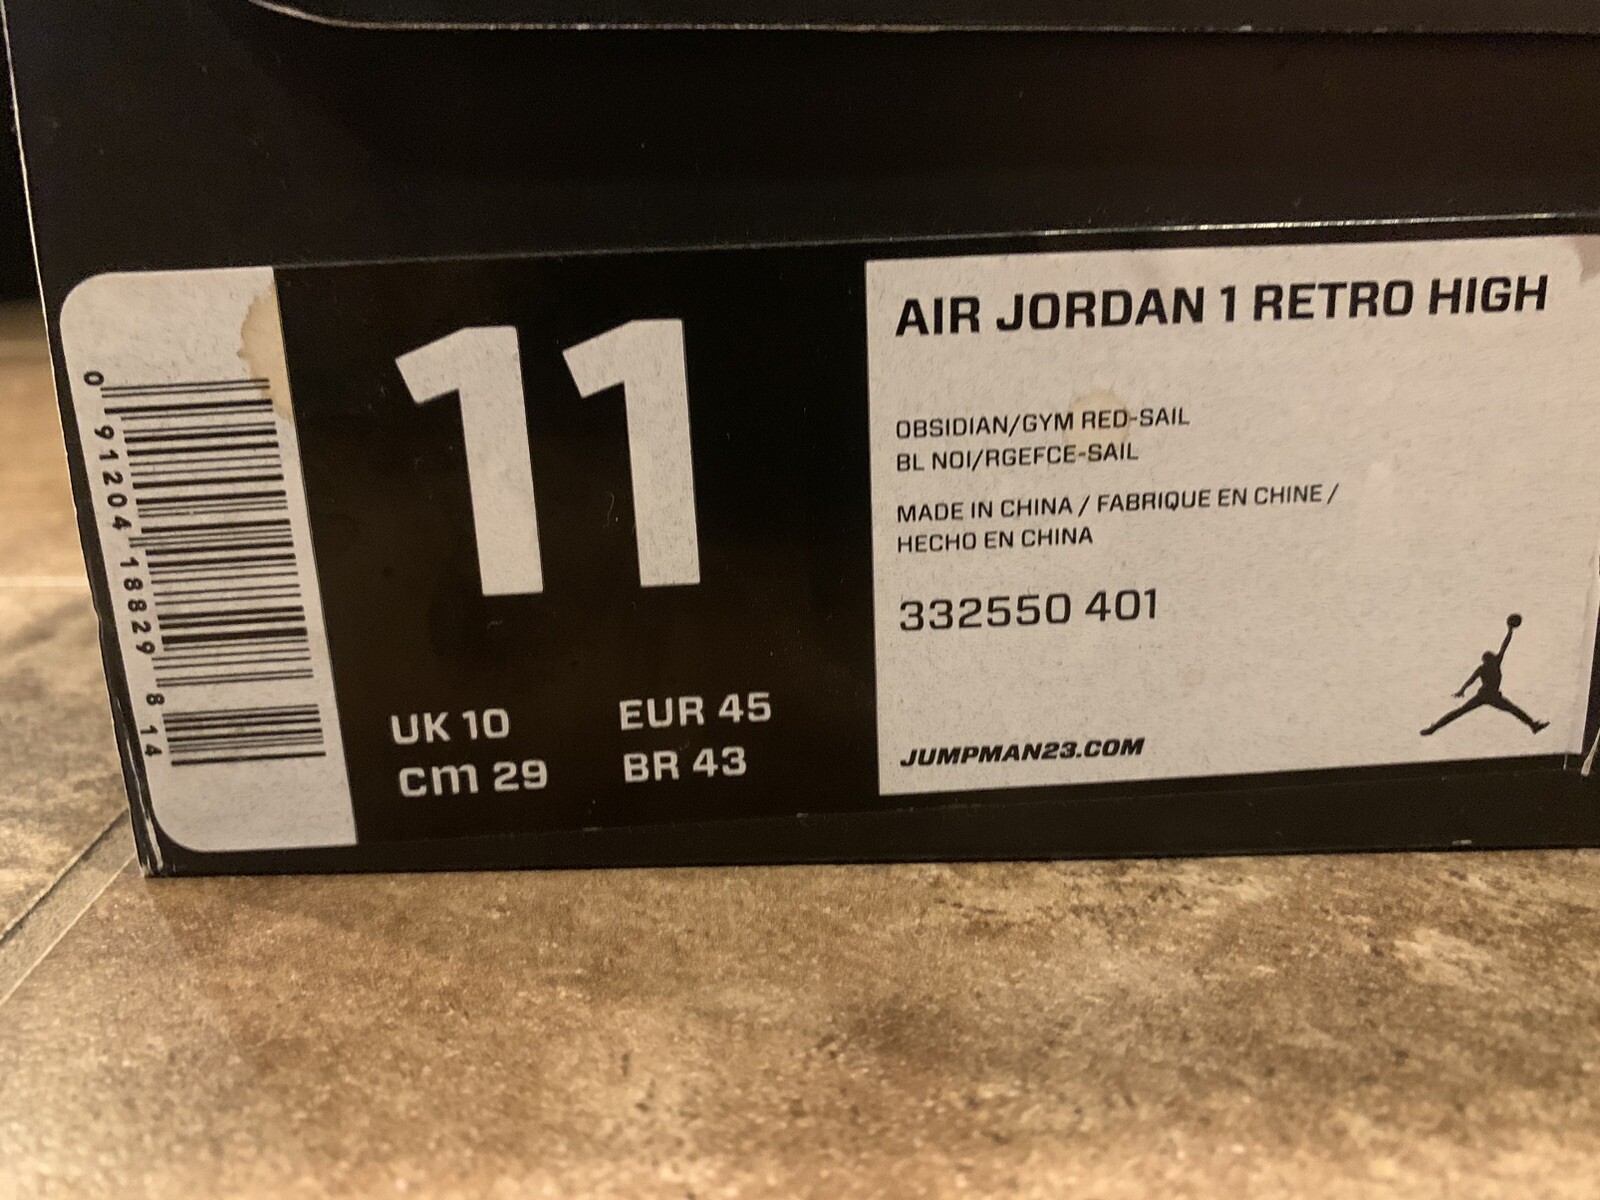 0 91204 18829 8 14
11
UK 10 EUR 45
cm 29 BR 43
AIR JORDAN 1 RETRO HIGH
OBSIDIAN/GYM RED-SAIL
BL NOI/RGEFCE-SAIL
MADE IN CHINA / FABRIQUE EN CHINE /
HECHO EN CHINA
332550 401
JUMPMAN23.COM